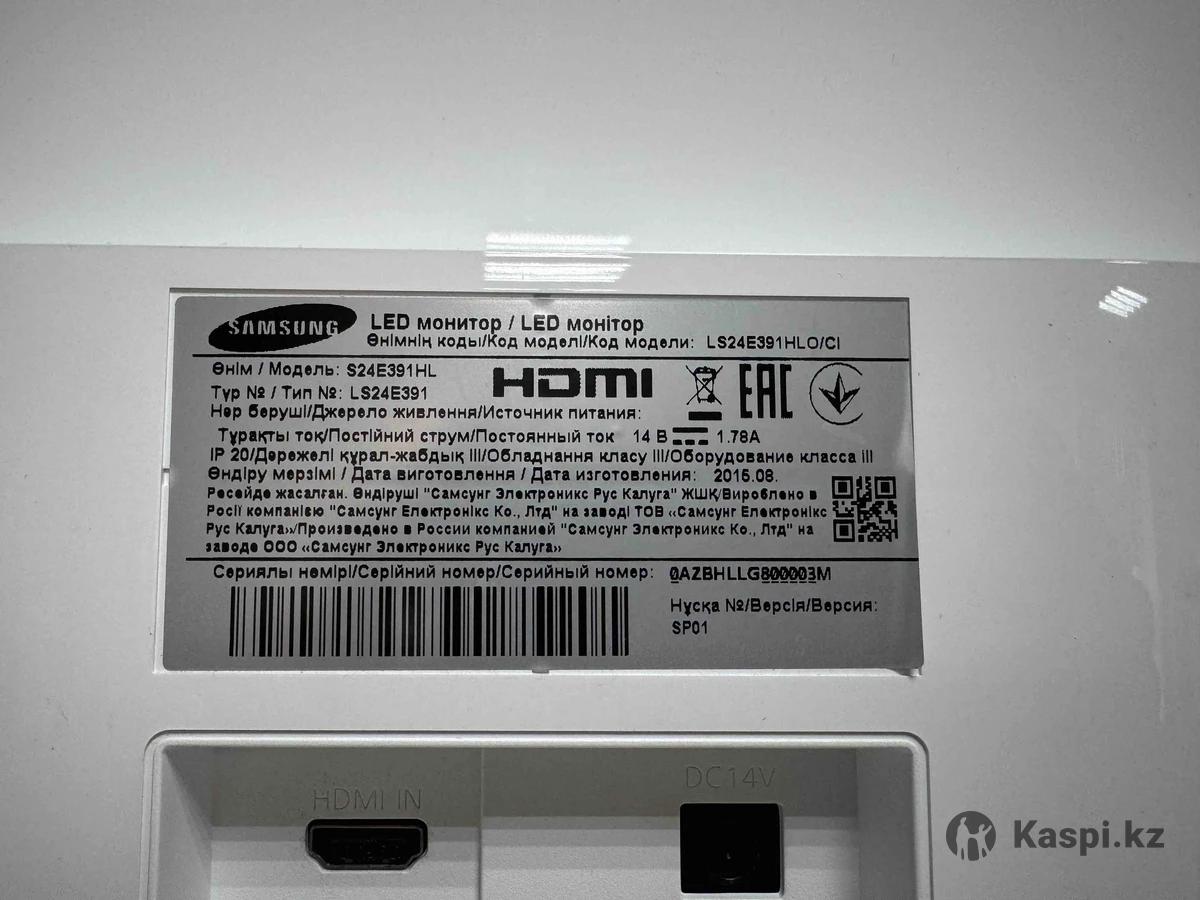 SAMSUNG
LED монитор / LED монітор
Өнімнің коды/Код моделі/Код модели: LS24E391HLO/CI
Өнім / Модель: S24E391HL
Түр № / Тип №: LS24E391
HDMI
EAC
Нәр беруші/Джерело живлення/Источник питания:
Тұрақты тоқ/Постійний струм/Постоянный ток 14 В 1.78A
IP 20/Дәрежелі құрал-жабдық III/Обладнання класу III/Оборудование класса III
Өндіру мерзімі / Дата виготовлення / Дата изготовления: 2015.08.
Ресейде жасалған. Өндіруші "Самсунг Электроникс Рус Калуга" ЖШҚ/Вироблено в
Росії компанією "Самсунг Електронікс Ко., Лтд" на заводі ТОВ «Самсунг Електронікс
Рус Калуга»/Произведено в России компанией "Самсунг Электроникс Ко., Лтд" на
заводе ООО «Самсунг Электроникс Рус Калуга»
Сериялы нөмірі/Серійний номер/Серийный номер: 0AZBHLLG800003M
Нұсқа №/Версія/Версия:
SP01
HDMI IN
DC14V
Kaspi.kz